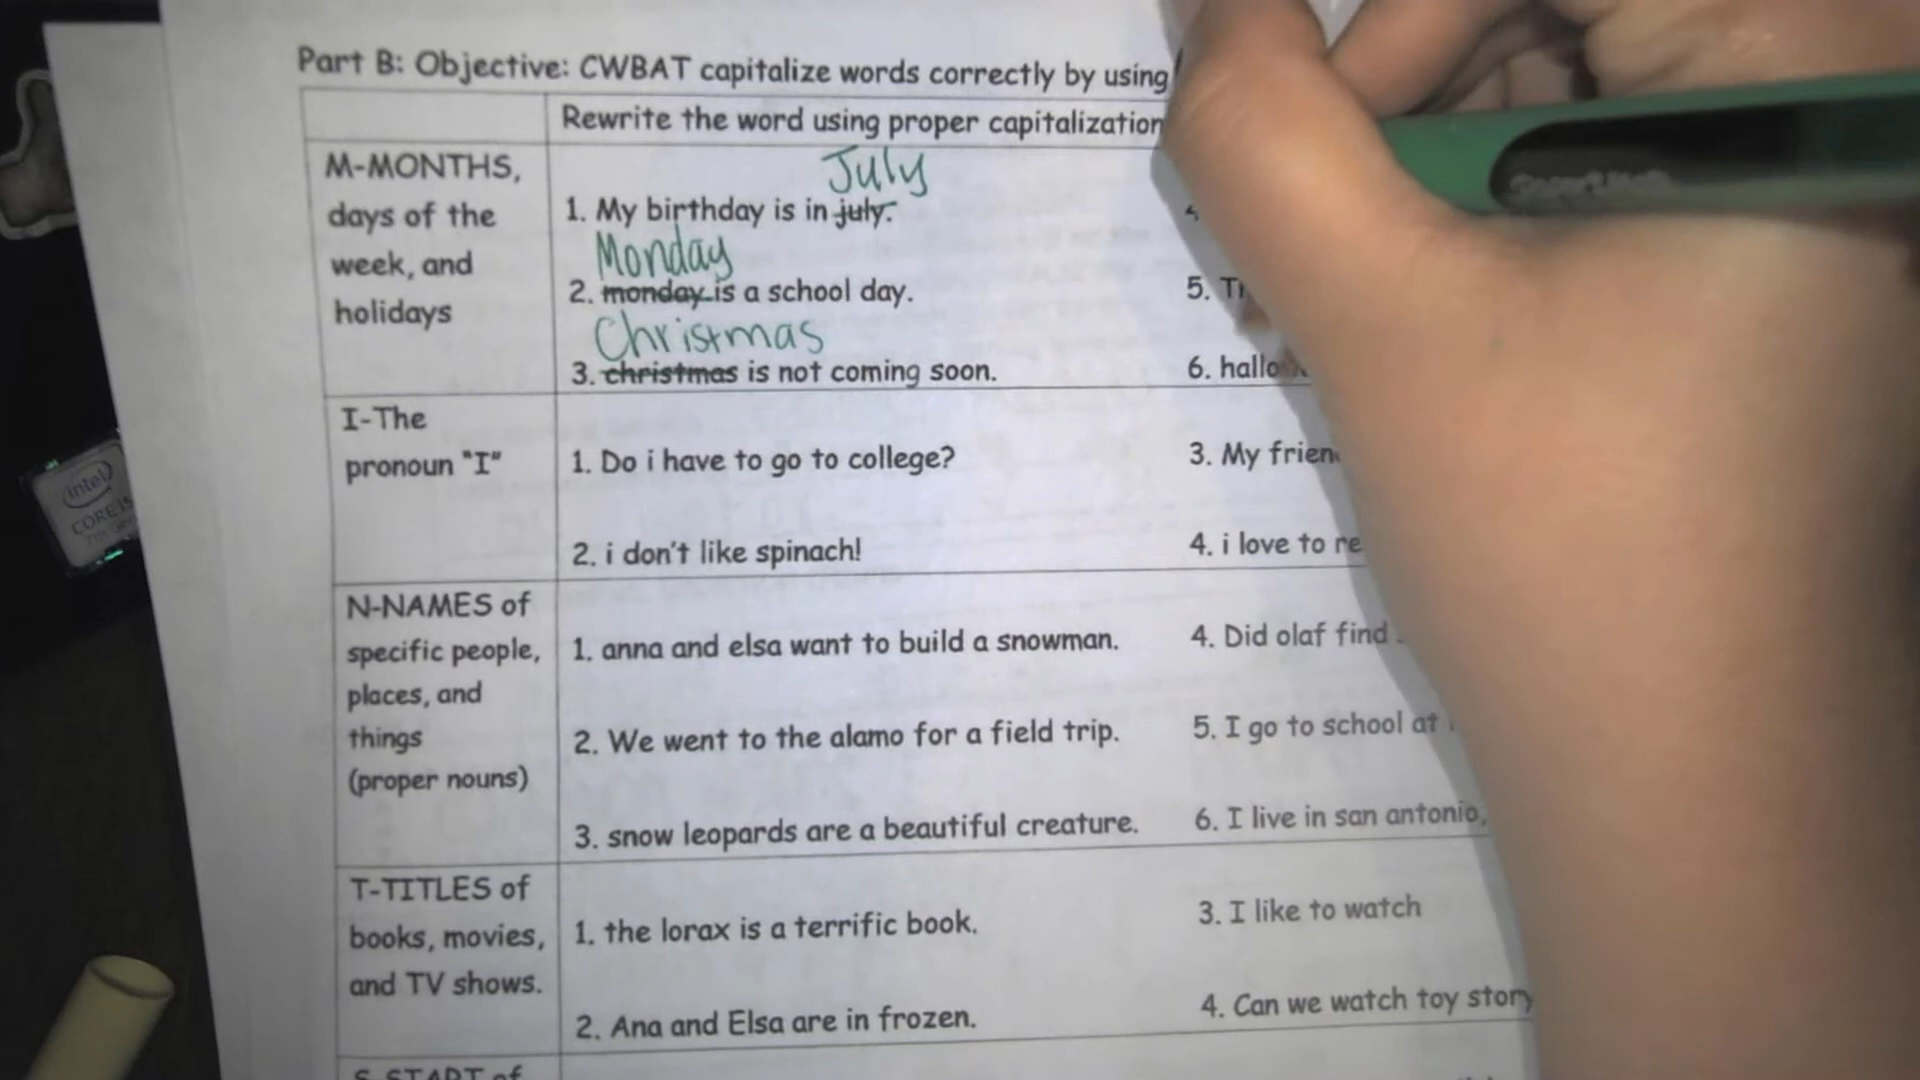 Part B: Objective: CWBAT capitalize words correctly by using
Rewrite the word using proper capitalization
M-MONTHS,
days of the
week, and
holidays
July
1. My birthday is in july.
Monday
2. monday is a school day.
Christmas
3. christmas is not coming soon.
5.
6.
I-The
pronoun "I"
1. Do i have to go to college?
2. i don't like spinach!
3. My
4. i love to
N-NAMES of
specific people,
places, and
things
(proper nouns)
1. anna and elsa want to build a snowman.
2. We went to the alamo for a field trip.
3. snow leopards are a beautiful creature.
4. Did olaf find
5. I go to school at
6. I live in san antonio,
T-TITLES of
books, movies,
and TV shows.
1. the lorax is a terrific book.
2. Ana and Elsa are in frozen.
3. I like to watch
4. Can we watch toy story
S-START of
intel
CORE i5